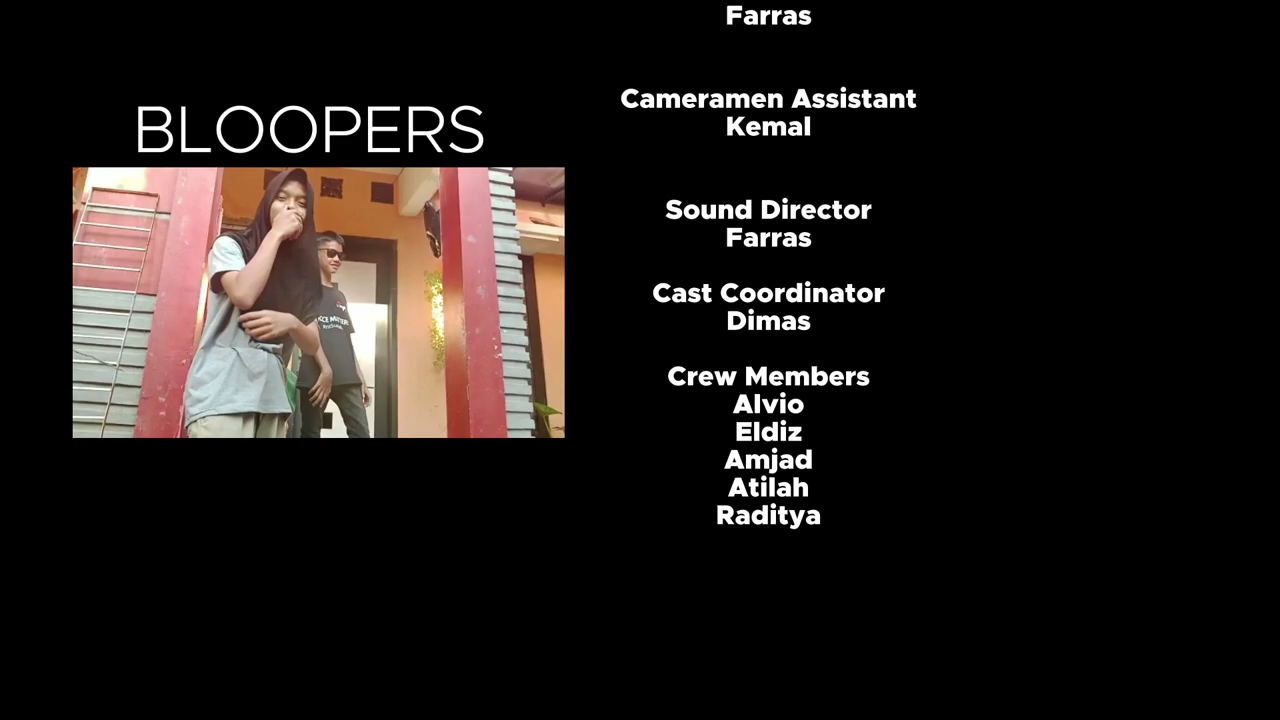 BLOOPERS
Farras
Cameramen Assistant
Kemal
Sound Director
Farras
Cast Coordinator
Dimas
Crew Members
Alvio
Eldiz
Amjad
Atilah
Raditya